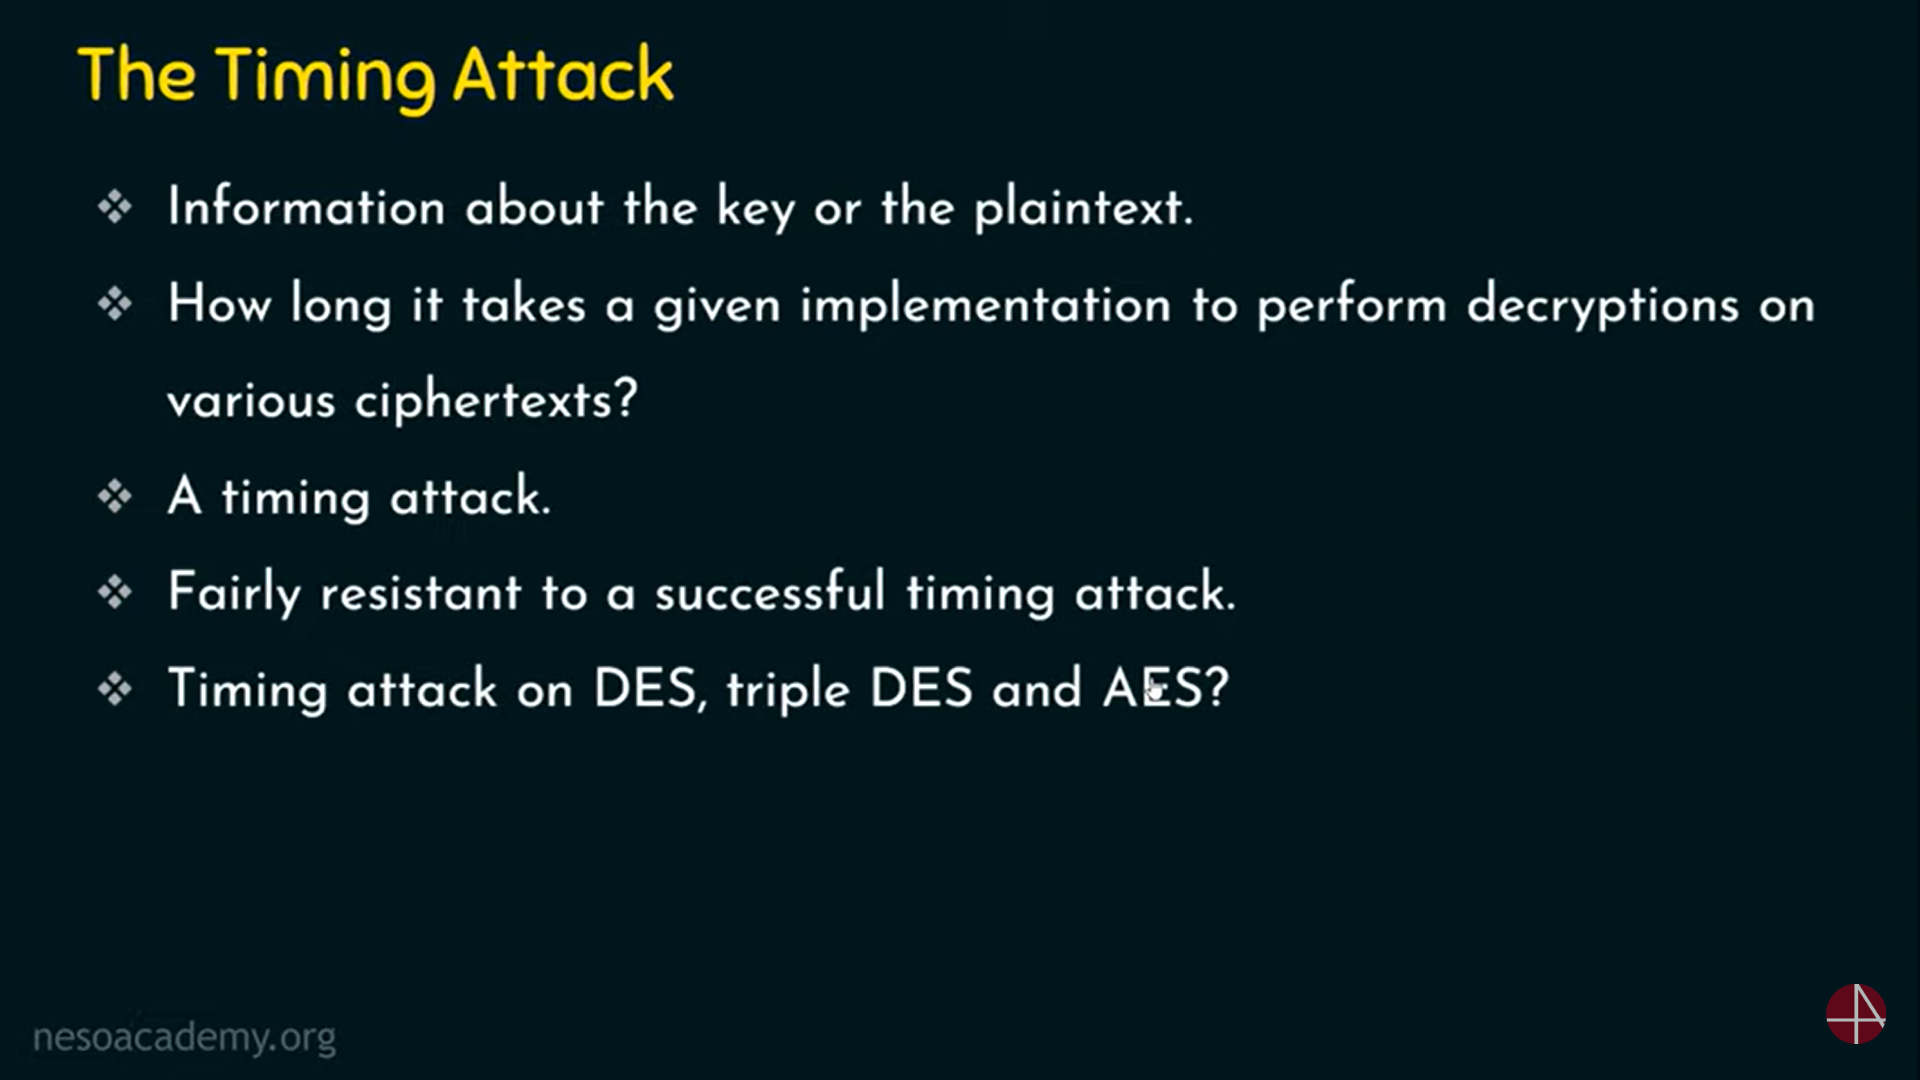 The Timing Attack
Information about the key or the plaintext.
How long it takes a given implementation to perform decryptions on
various ciphertexts?
A timing attack.
Fairly resistant to a successful timing attack.
Timing attack on DES, triple DES and AES?
nesoacademy.org